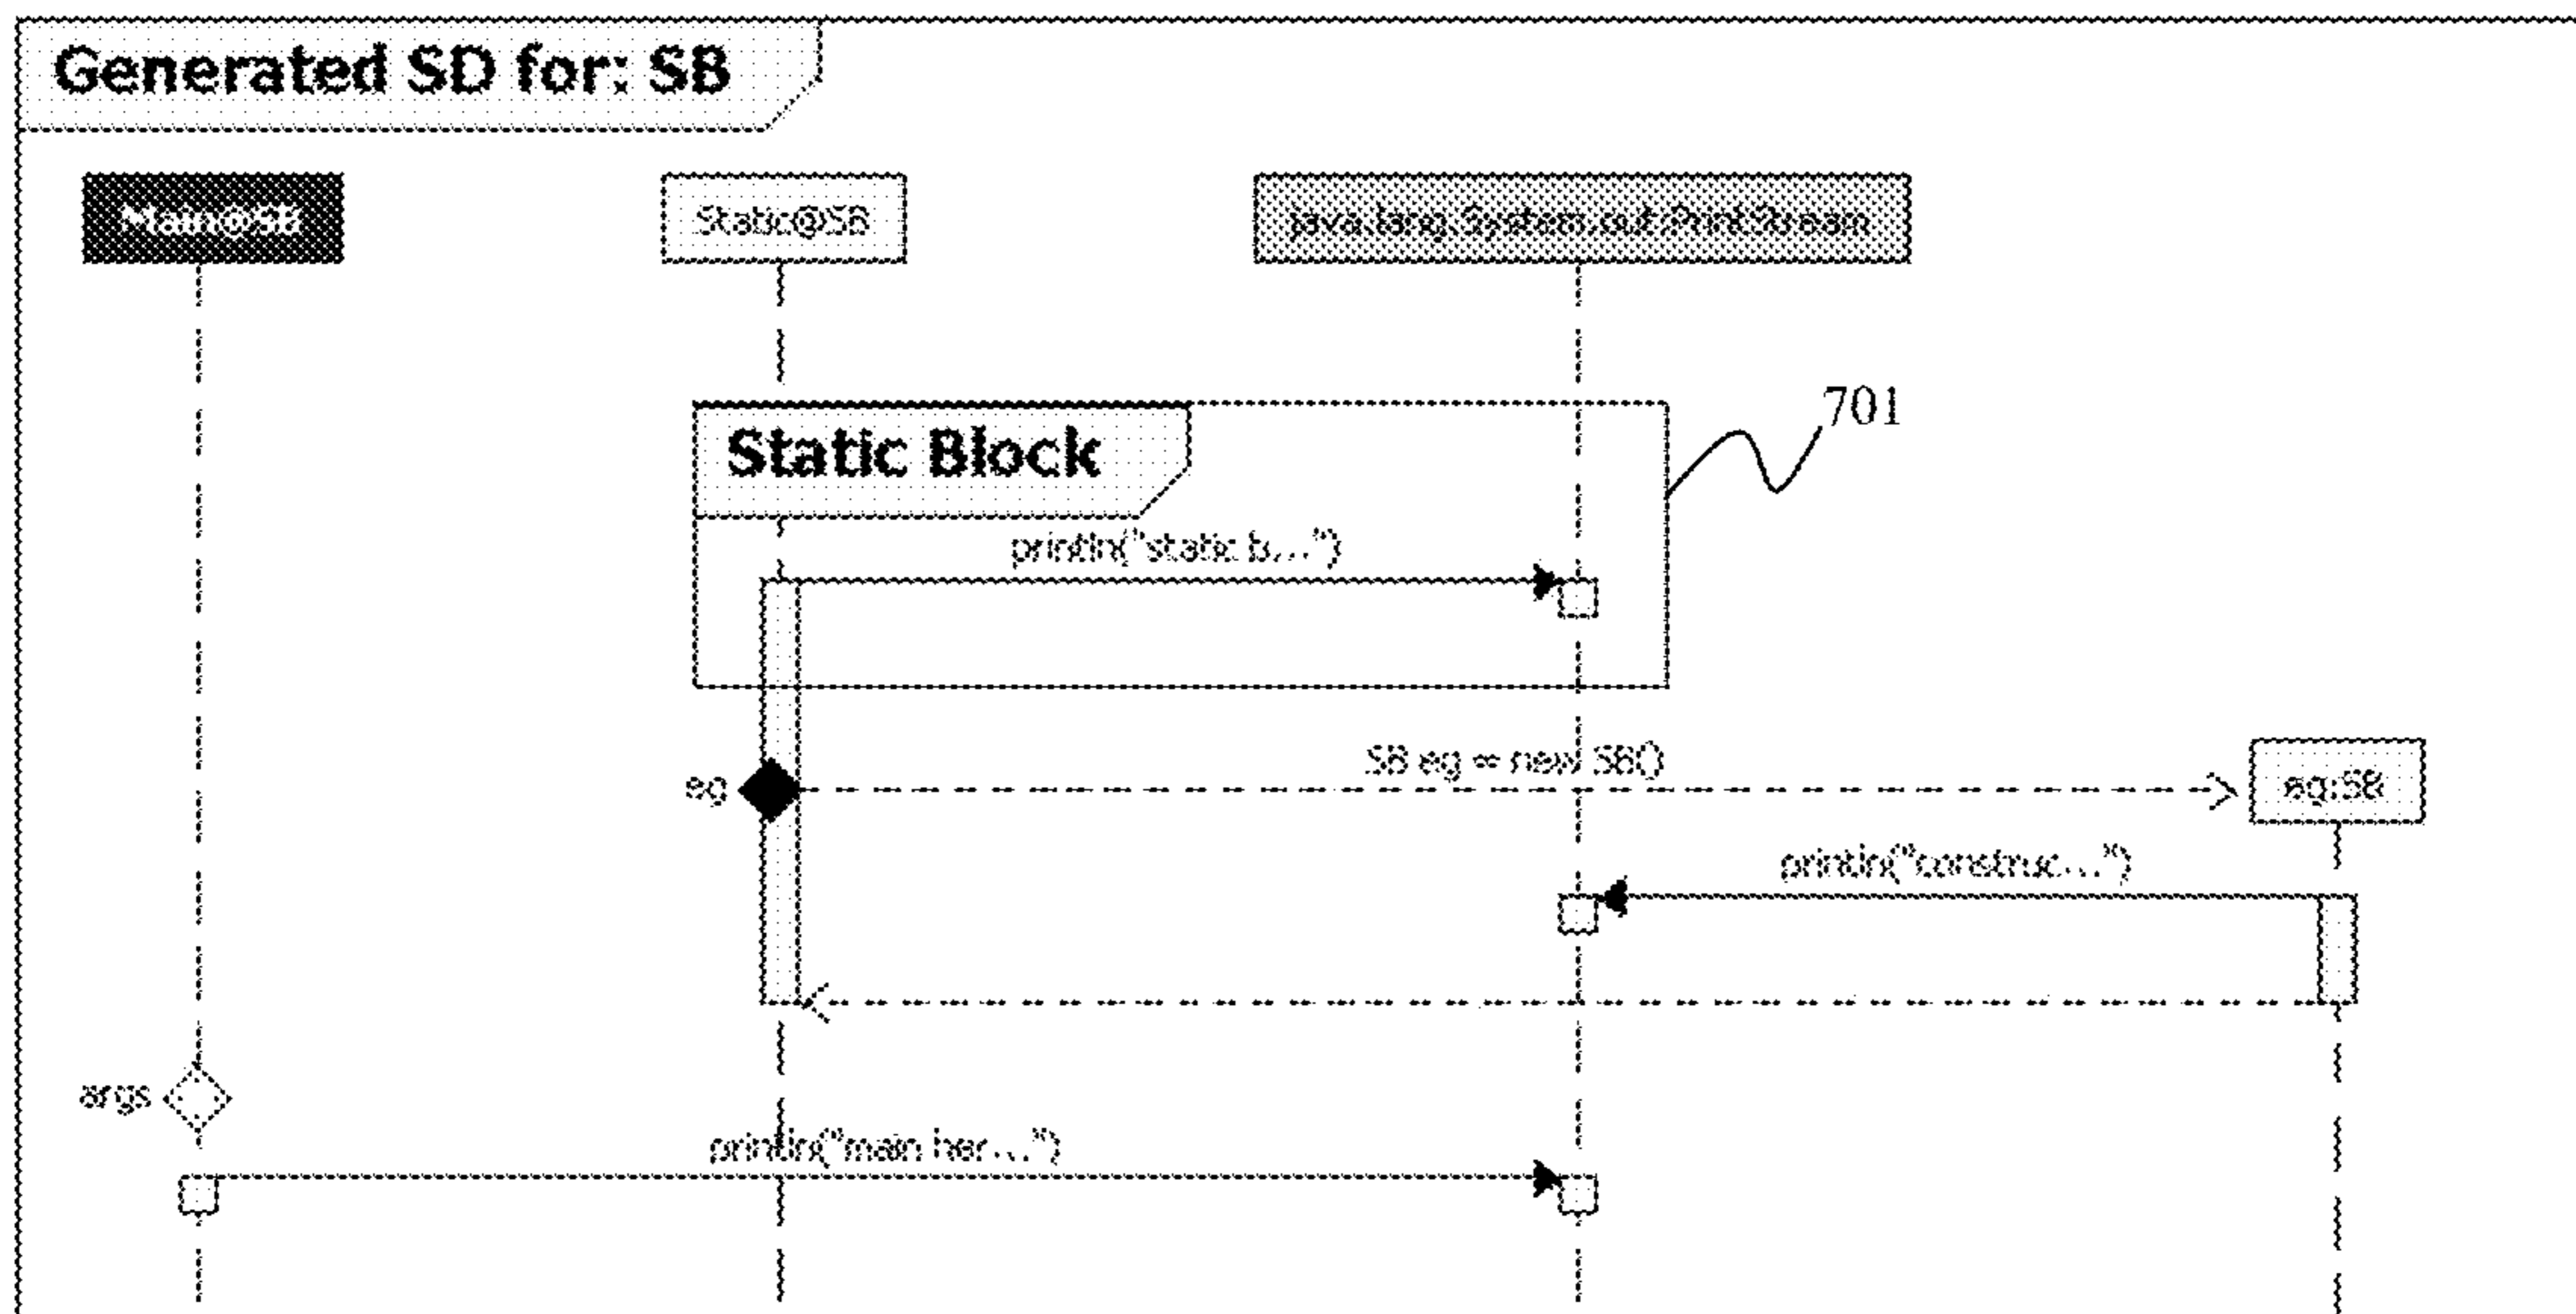 Generated SD for: SB
Main@SB
Static@SB
java.lang.System.out:PrintStream
701
Static Block
println("static b...")
SB eg = new SB()
eg
eg:SB
println("construc...")
args
println("main her...")